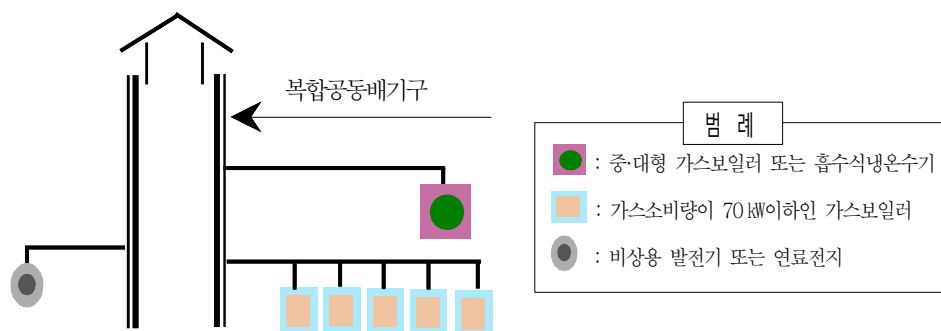 복합공동배기구
범 례
: 중·대형 가스보일러 또는 흡수식냉온수기
: 가스소비량이 70㎾이하인 가스보일러
: 비상용 발전기 또는 연료전지